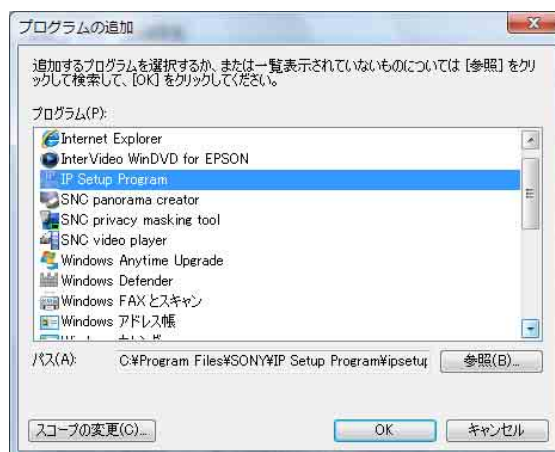 プログラムの追加
追加するプログラムを選択するか、または一覧表示されていないものについては [参照] をクリ
ックして検索して、[OK] をクリックしてください。
プログラム(P):
Internet Explorer
InterVideo WinDVD for EPSON
IP Setup Program
SNC panorama creator
SNC privacy masking tool
SNC video player
Windows Anytime Upgrade
Windows Defender
Windows FAX とスキャン
Windows アドレス帳
パス(A):
C:¥Program Files¥SONY¥IP Setup Program¥ipsetup
参照(B)...
スコープの変更(C)...
OK
キャンセル